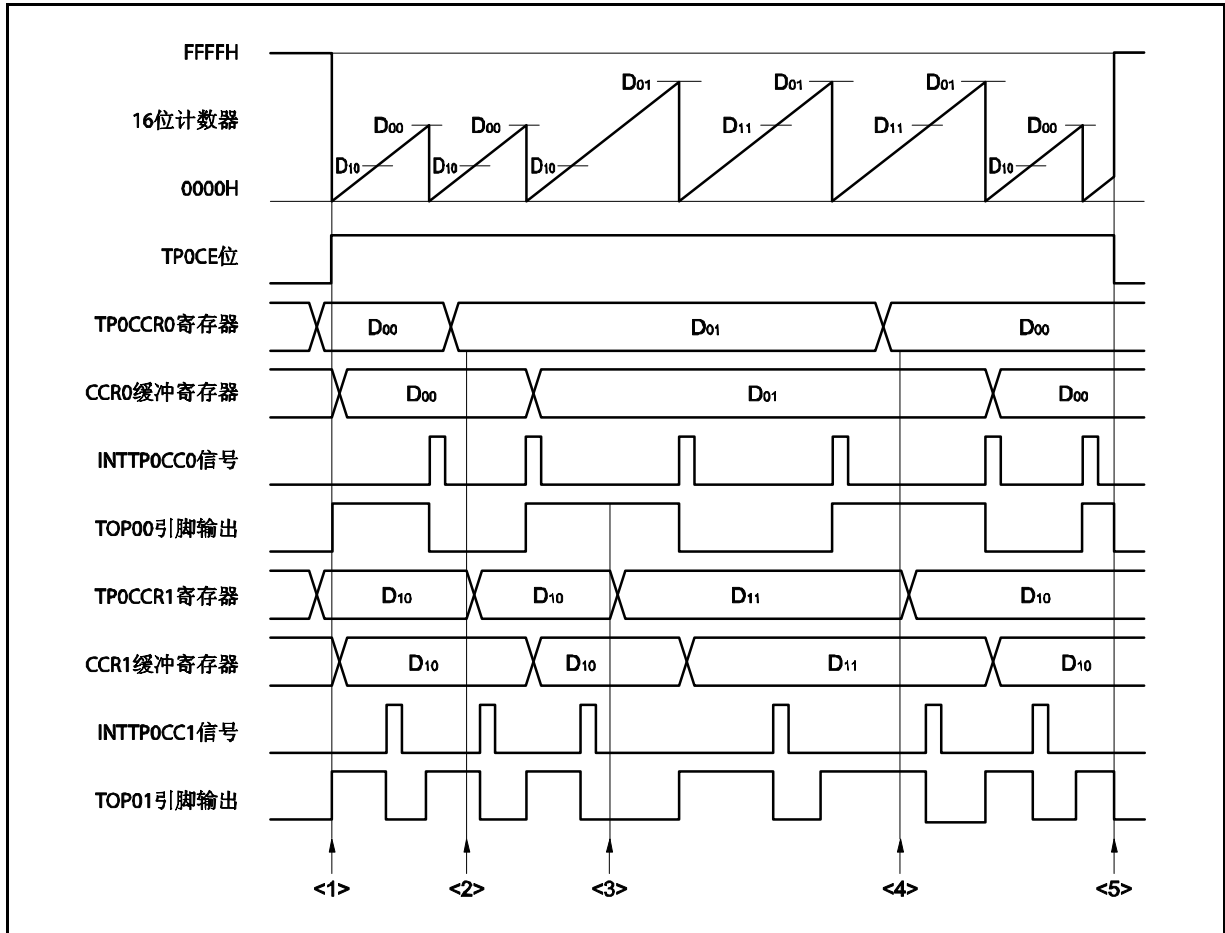 FFFFH
D01 D01 D01
16位计数器
D00 D00 D11 D11 D00
D10 D10 D10 D10
0000H
TP0CE位
TP0CCR0寄存器 D00 D01 D00
CCR0缓冲寄存器 D00 D01 D00
INTTP0CC0信号
TOP00引脚输出
TP0CCR1寄存器 D10 D10 D11 D10
CCR1缓冲寄存器 D10 D10 D11 D10
INTTP0CC1信号
TOP01引脚输出
<1> <2> <3> <4> <5>